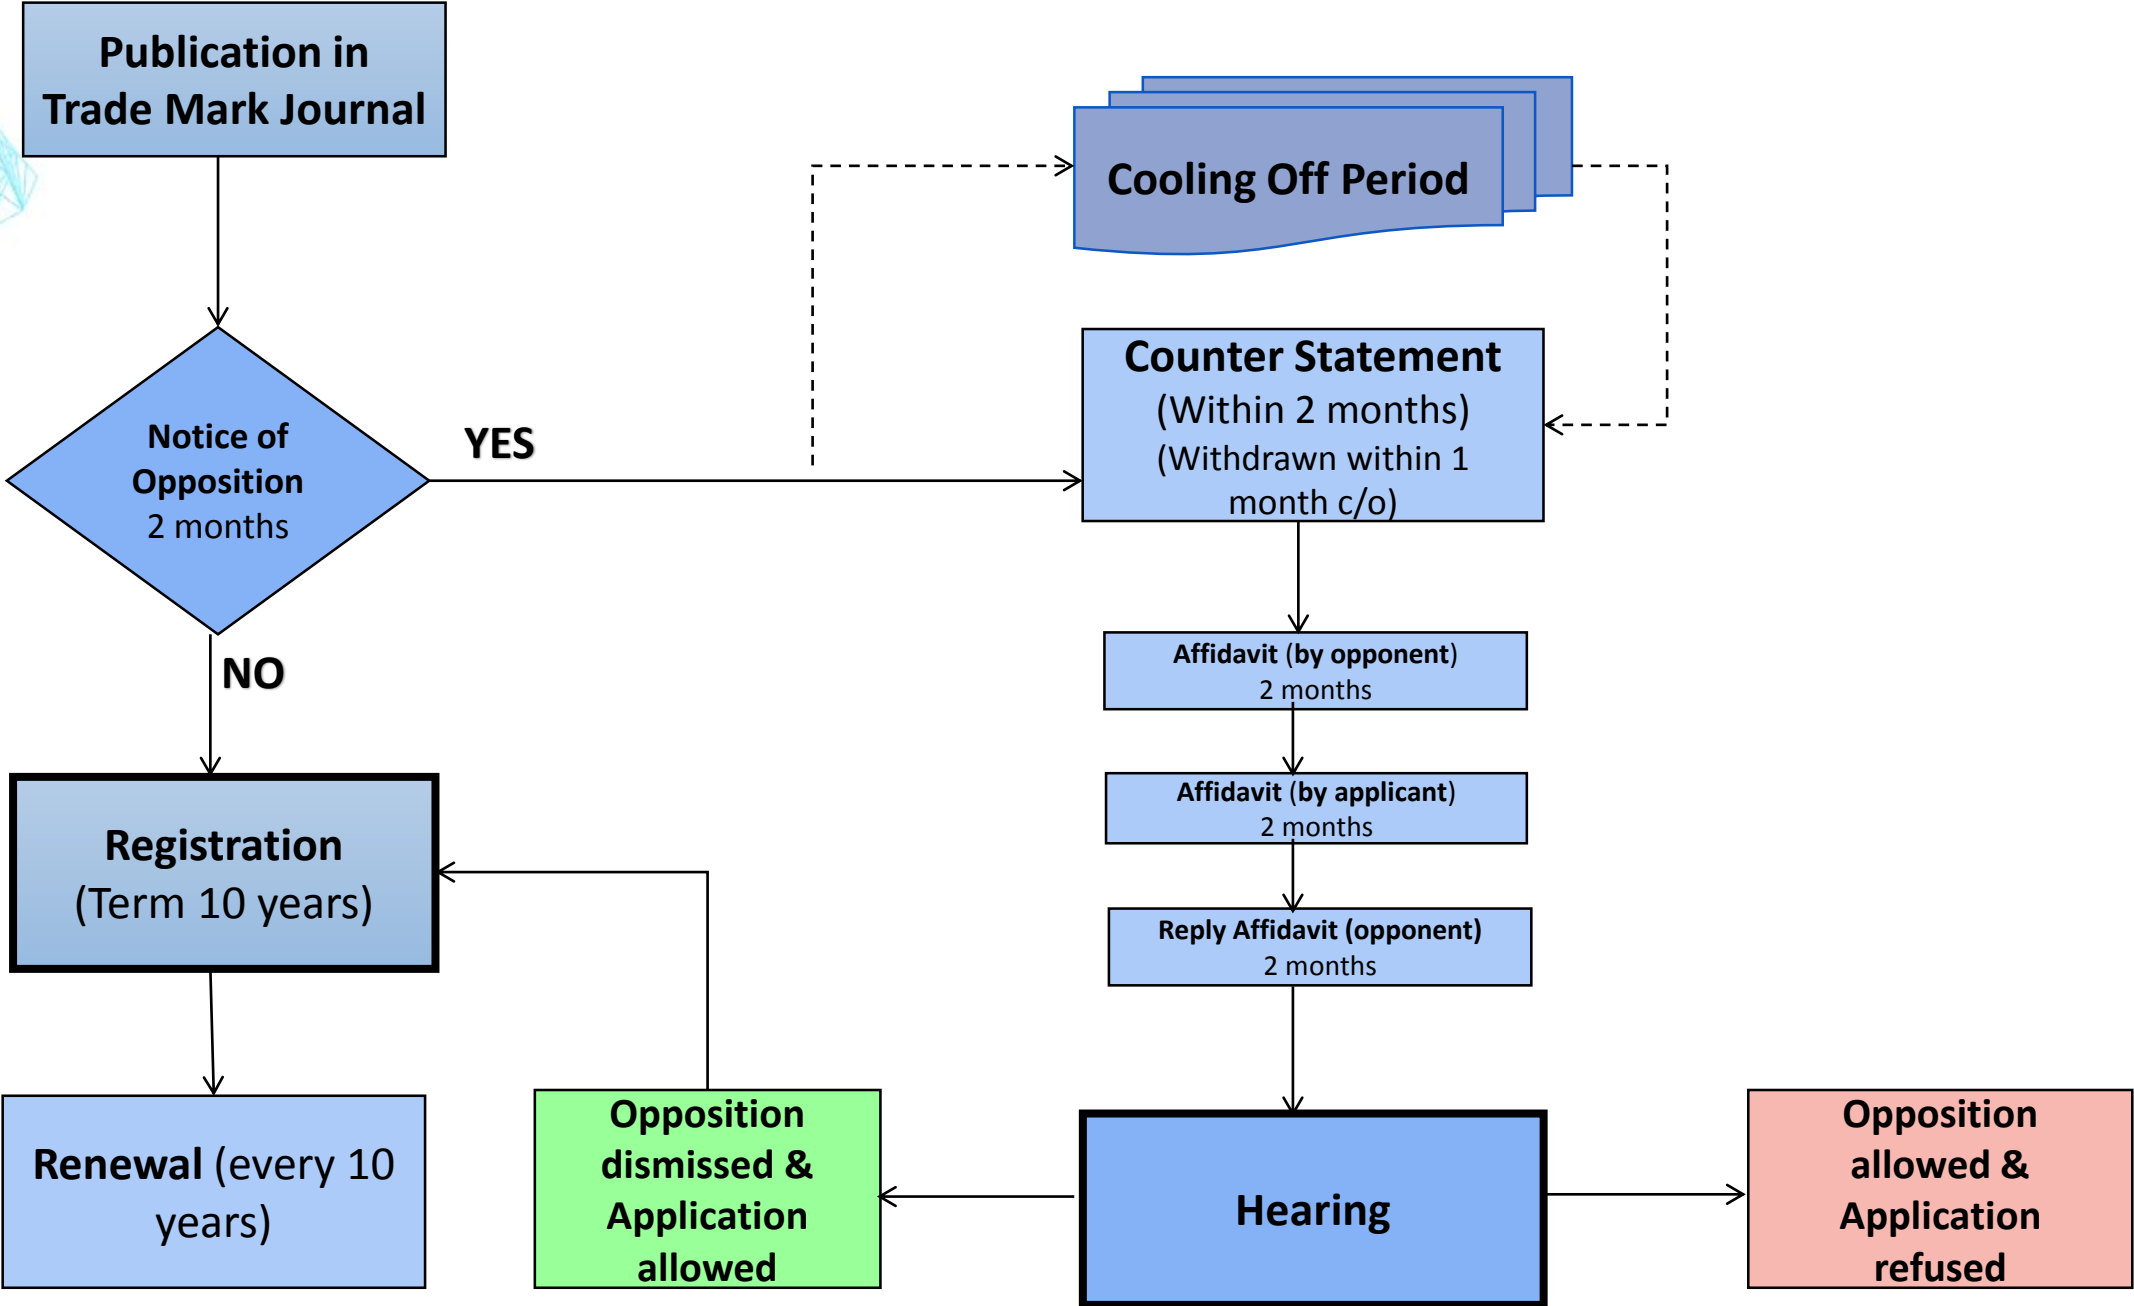 Publication in
Trade Mark Journal
Cooling Off Period
Notice of
Opposition
2 months
YES
Counter Statement
(Within 2 months)
(Withdrawn within 1
month c/o)
NO
Affidavit (by opponent)
2 months
Affidavit (by applicant)
2 months
Reply Affidavit (opponent)
2 months
Registration
(Term 10 years)
Renewal (every 10
years)
Opposition
dismissed &
Application
allowed
Hearing
Opposition
allowed &
Application
refused